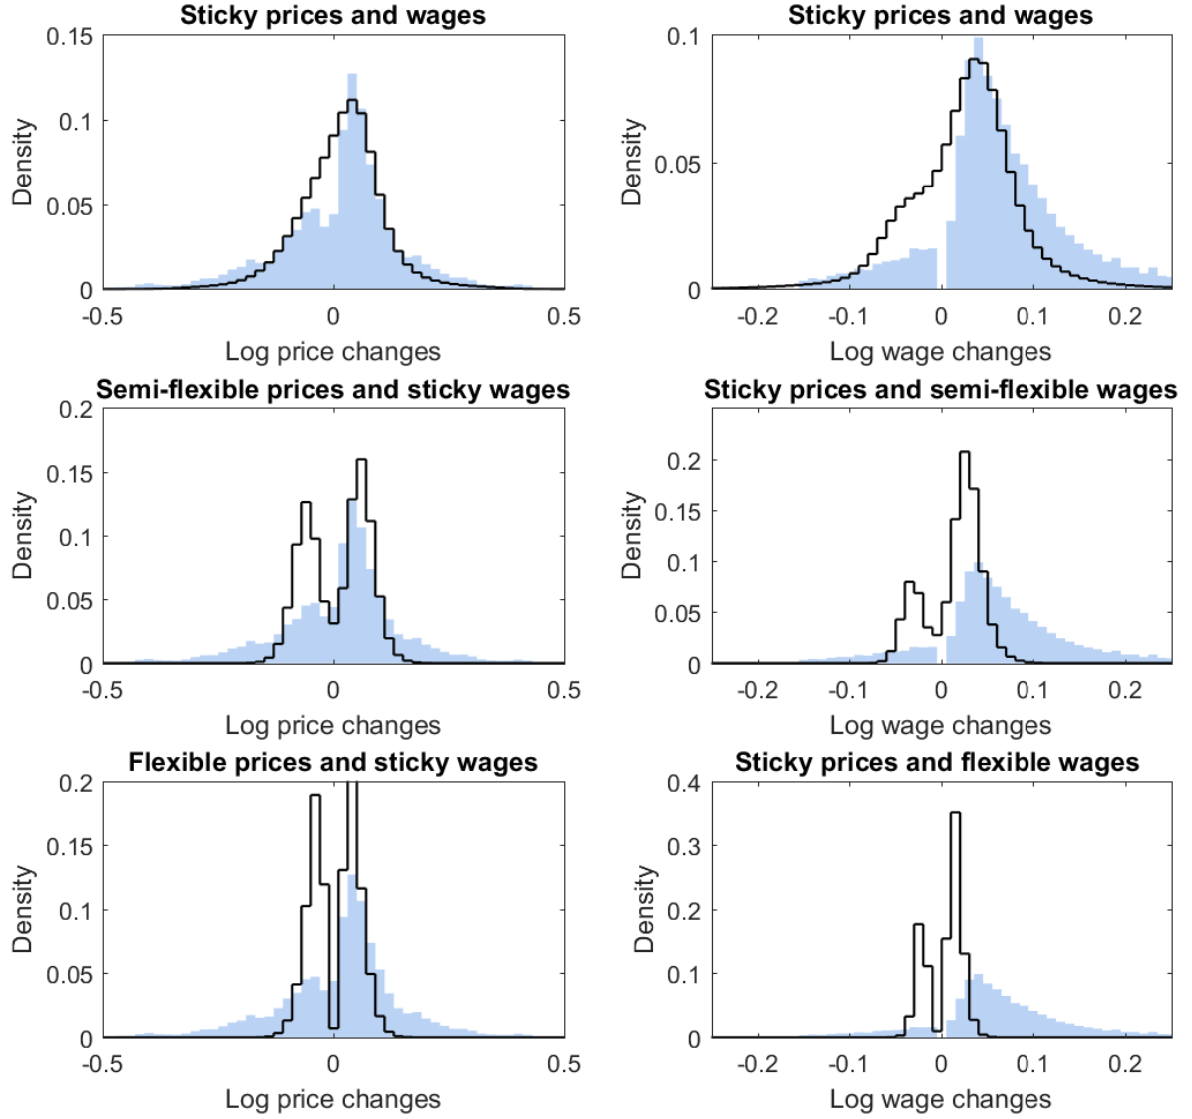 Sticky prices and wages
0.15
0.1
0.05
0
Density
-0.5
0
0.5
Log price changes
Sticky prices and wages
0.1
0.05
0
Density
-0.2
-0.1
0
0.1
0.2
Log wage changes
Semi-flexible prices and sticky wages
0.2
0.15
0.1
0.05
0
Density
-0.5
0
0.5
Log price changes
Sticky prices and semi-flexible wages
0.2
0.15
0.1
0.05
0
Density
-0.2
-0.1
0
0.1
0.2
Log wage changes
Flexible prices and sticky wages
0.2
0.15
0.1
0.05
0
Density
-0.5
0
0.5
Log price changes
Sticky prices and flexible wages
0.4
0.3
0.2
0.1
0
Density
-0.2
-0.1
0
0.1
0.2
Log wage changes